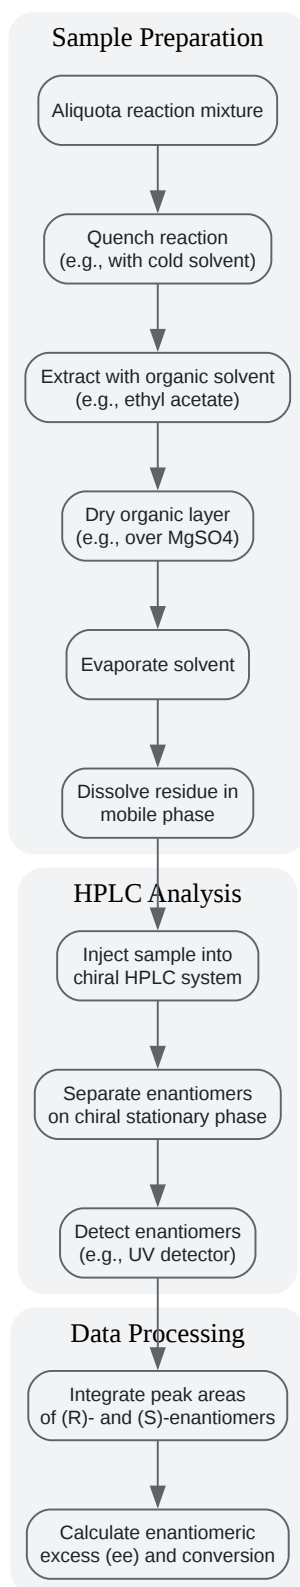 Sample Preparation
Aliquota reaction mixture
Quench reaction
(e.g., with cold solvent)
Extract with organic solvent
(e.g., ethyl acetate)
Dry organic layer
(e.g., over MgSO4)
Evaporate solvent
Dissolve residue in
mobile phase
HPLC Analysis
Inject sample into
chiral HPLC system
Separate enantiomers
on chiral stationary phase
Detect enantiomers
(e.g., UV detector)
Data Processing
Integrate peak areas
of (R)- and (S)-enantiomers
Calculate enantiomeric
excess (ee) and conversion